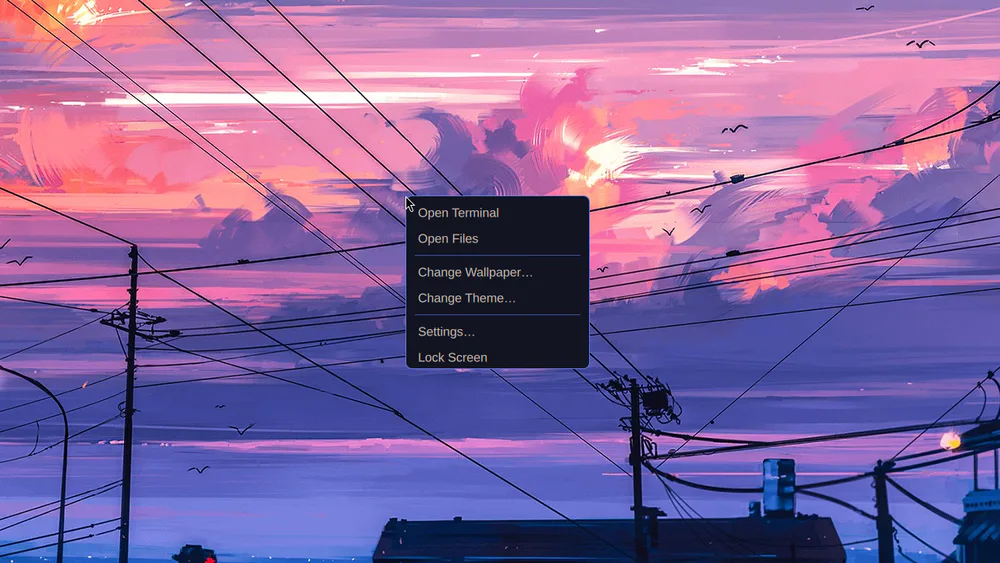 Open Terminal
Open Files
Change Wallpaper…
Change Theme…
Settings…
Lock Screen